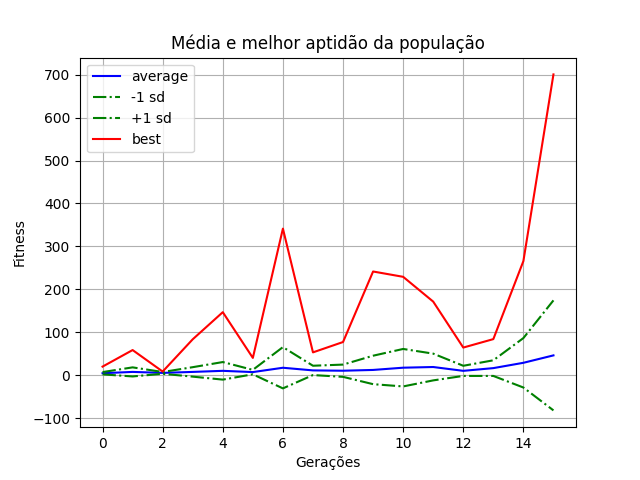 Média e melhor aptidão da população
average
-1 sd
+1 sd
best
700
600
500
400
300
200
100
0
−100
Fitness
0 2 4 6 8 10 12 14
Gerações